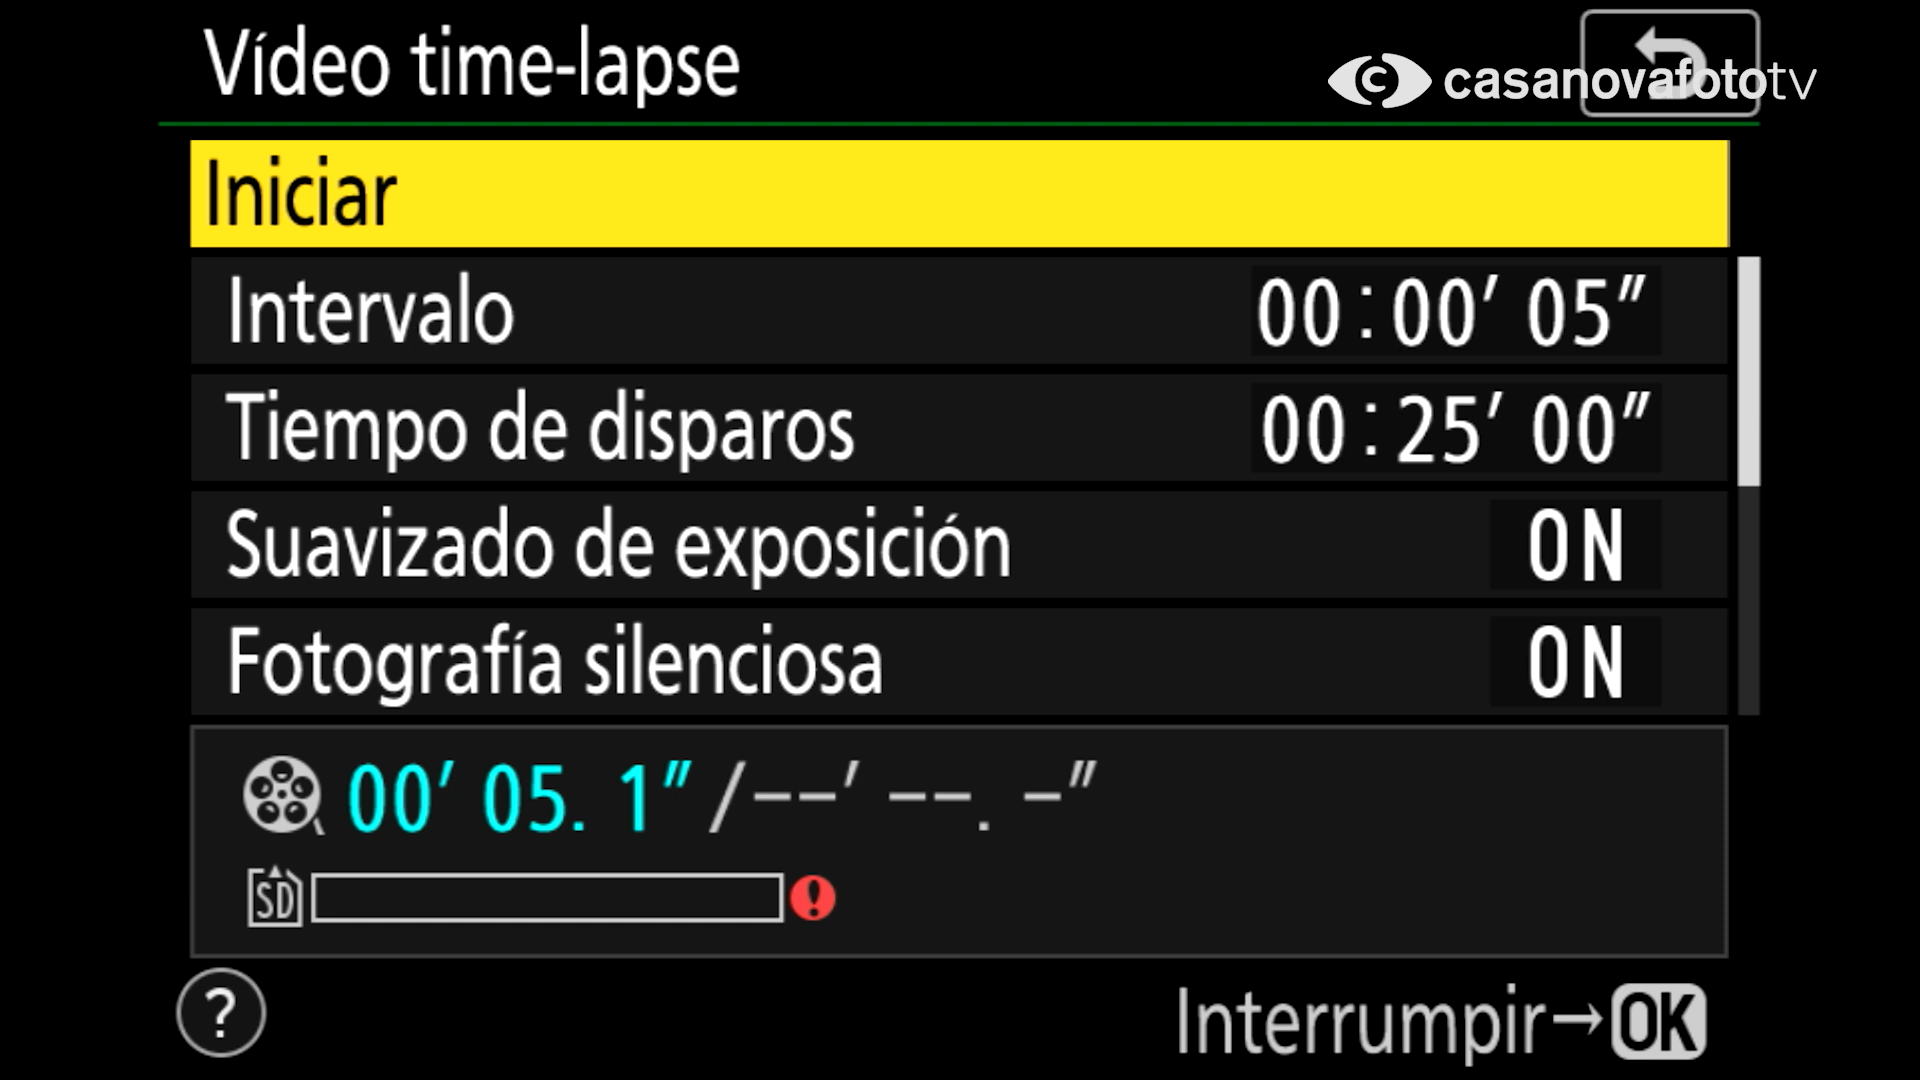 Vídeo time-lapse
casanovafototv
Iniciar
Intervalo 00:00′ 05″
Tiempo de disparos 00:25′ 00″
Suavizado de exposición ON
Fotografía silenciosa ON
00′ 05. 1″/--′ --. -″
SD
? Interrumpir→OK